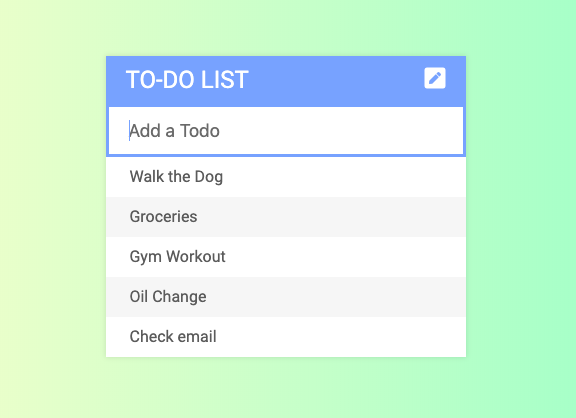 TO-DO LIST
Add a Todo
Walk the Dog
Groceries
Gym Workout
Oil Change
Check email